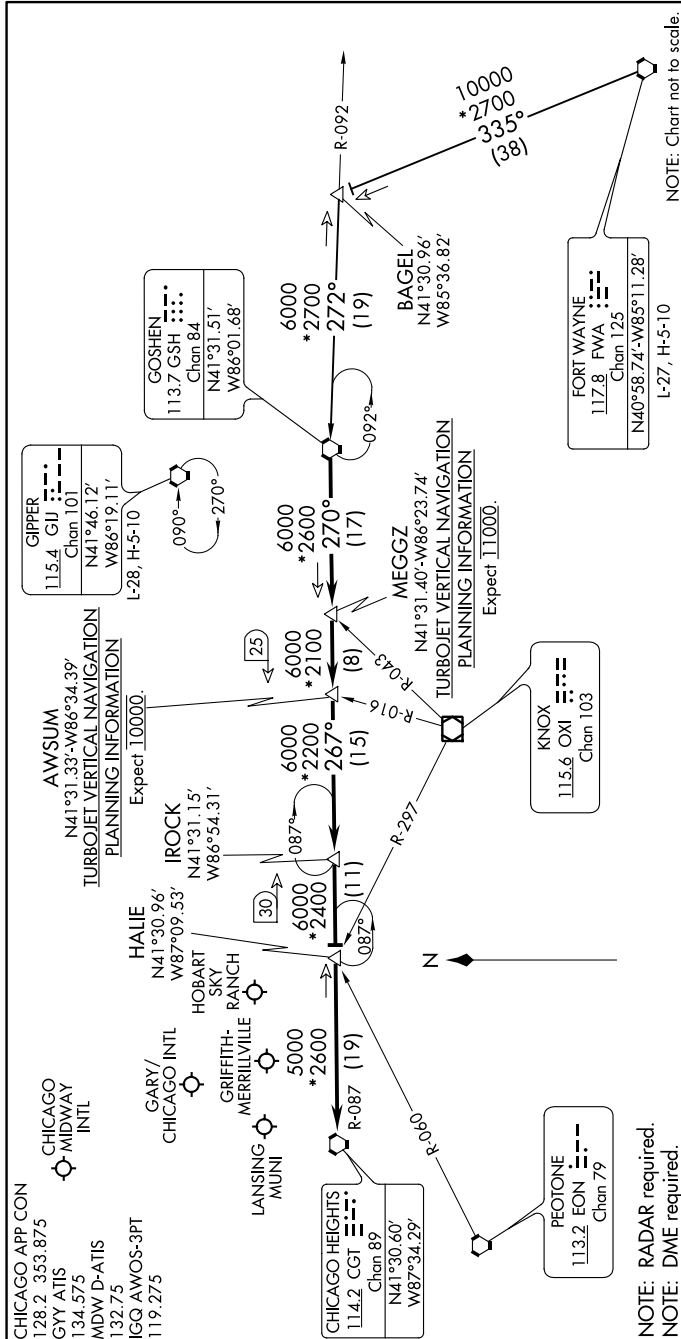 CHICAGO APP CON
128.2 353.875
GYY ATIS
134.575
MDW D-ATIS
132.75
IGQ AWOS-3PT
119.275
CHICAGO
MIDWAY
INTL
GARY/
CHICAGO INTL
GRIFFITH-
MERRILLVILLE
HOBART
SKY
RANCH
LANSING
MUNI
CHICAGO HEIGHTS
114.2 CGT
Chan 89
N41°30.60'
W87°34.29'
PEOTONE
113.2 EON
Chan 79
R-060
NOTE: RADAR required.
NOTE: DME required.
5000
*2600
(19)
R-087
HALIE
N41°30.96'
W87°09.53'
087°
6000
*2400
(11)
30
IROCK
N41°31.15'
W86°54.31'
087°
N
R-297
6000
*2200
267°
(15)
AWSUM
N41°31.33'-W86°34.39'
TURBOJET VERTICAL NAVIGATION
PLANNING INFORMATION
Expect 10000.
25
6000
*2100
(8)
R-016
R-043
KNOX
115.6 OXI
Chan 103
MEGGZ
N41°31.40'-W86°23.74'
TURBOJET VERTICAL NAVIGATION
PLANNING INFORMATION
Expect 11000.
6000
*2600
270°
(17)
GIPPER
115.4 GIJ
Chan 101
N41°46.12'
W86°19.11'
L-28, H-5-10
090°
270°
GOSHEN
113.7 GSH
Chan 84
N41°31.51'
W86°01.68'
092°
6000
*2700
272°
(19)
BAGEL
N41°30.96'
W85°36.82'
R-092
10000
*2700
335°
(38)
FORT WAYNE
117.8 FWA
Chan 125
N40°58.74'-W85°11.28'
L-27, H-5-10
NOTE: Chart not to scale.